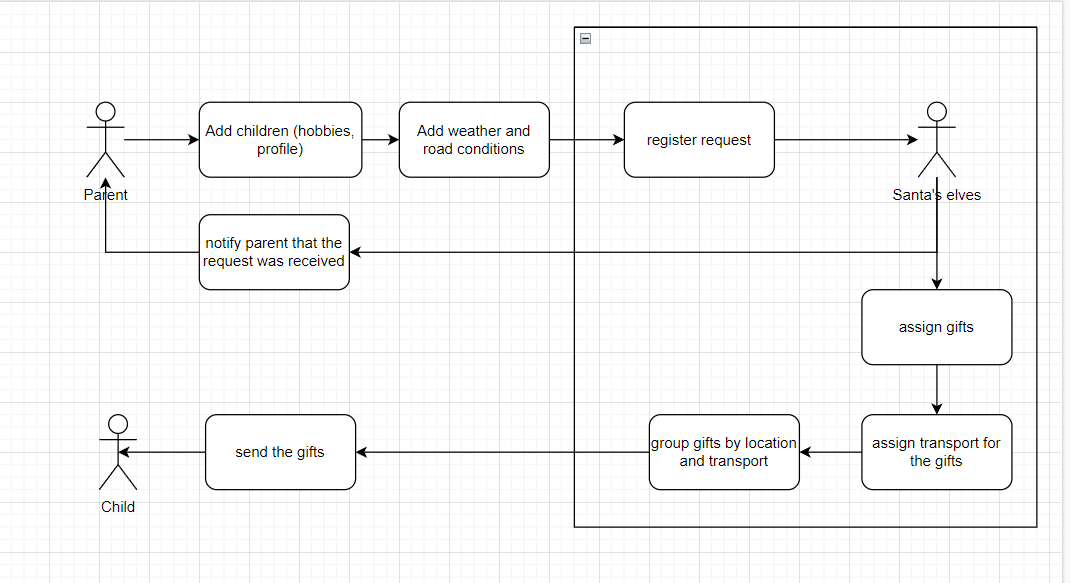 Add children (hobbies,
profile)
Add weather and
road conditions
register request
Parent
Santa's elves
notify parent that the
request was received
assign gifts
send the gifts
group gifts by location
and transport
assign transport for
the gifts
Child